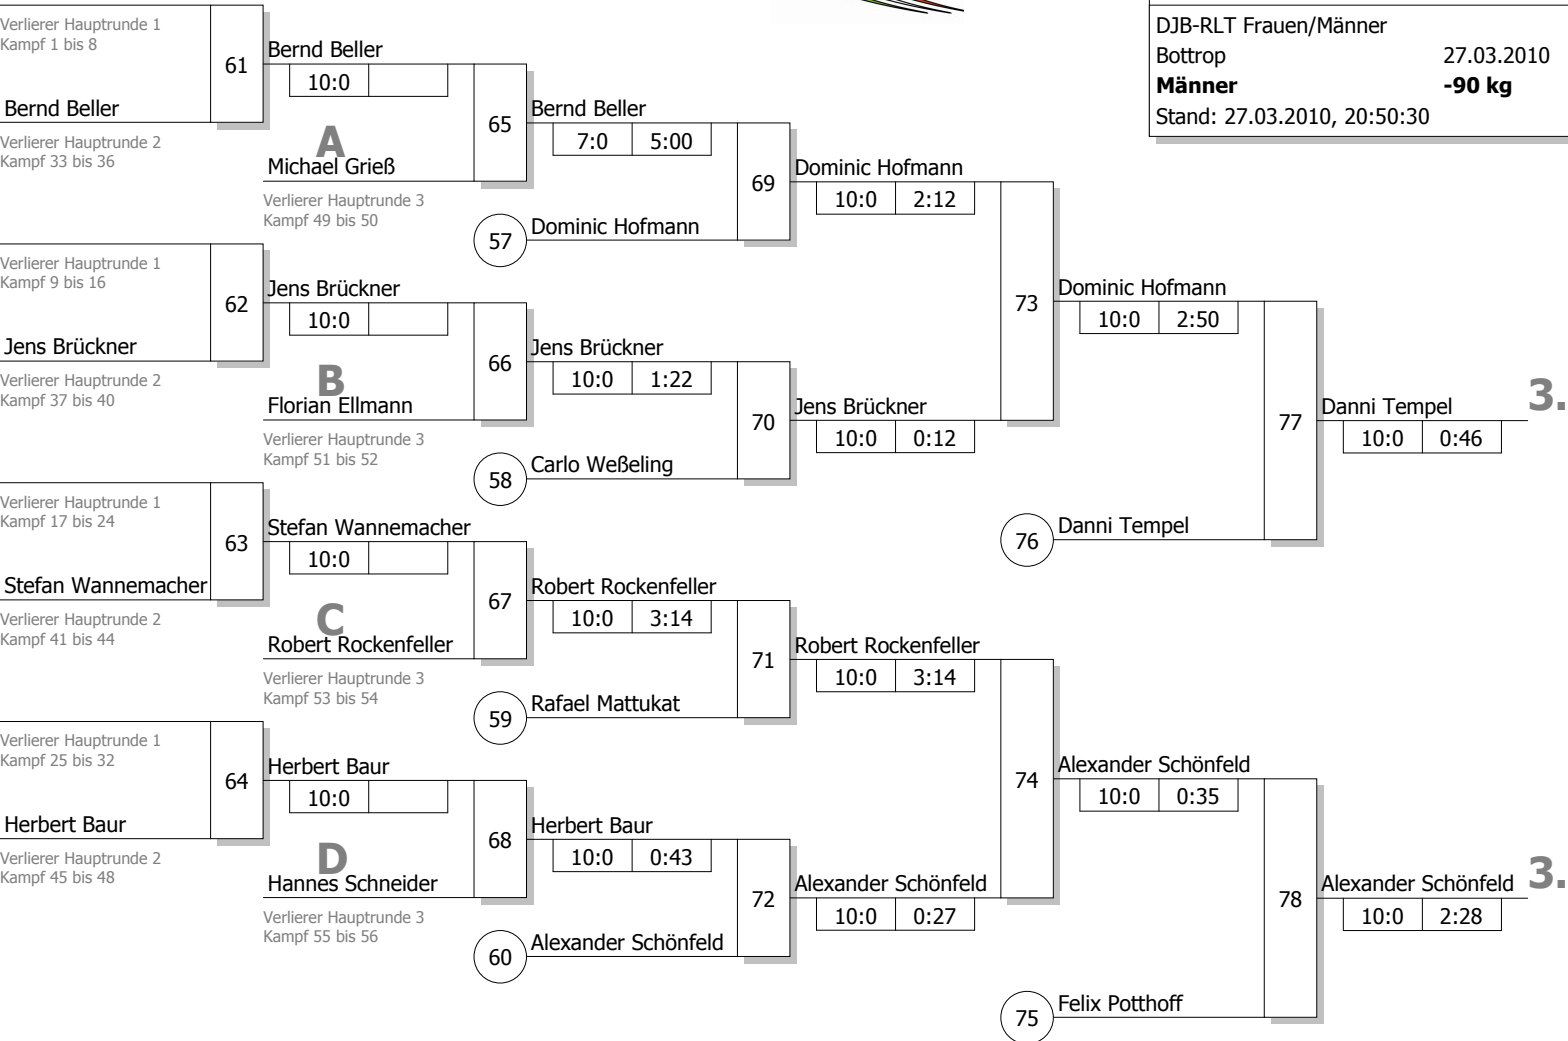 DJB-RLT Frauen/Männer
Bottrop 27.03.2010
Männer -90 kg
Stand: 27.03.2010, 20:50:30
Verlierer Hauptrunde 1
Kampf 1 bis 8
61
Bernd Beller
10:0
Bernd Beller
Verlierer Hauptrunde 2
Kampf 33 bis 36
A
Michael Grieß
Verlierer Hauptrunde 3
Kampf 49 bis 50
65
Bernd Beller
7:0 5:00
57
Dominic Hofmann
69
Dominic Hofmann
10:0 2:12
Verlierer Hauptrunde 1
Kampf 9 bis 16
62
Jens Brückner
10:0
Jens Brückner
Verlierer Hauptrunde 2
Kampf 37 bis 40
B
Florian Ellmann
Verlierer Hauptrunde 3
Kampf 51 bis 52
66
Jens Brückner
10:0 1:22
58
Carlo Weßeling
70
Jens Brückner
10:0 0:12
73
Dominic Hofmann
10:0 2:50
76
Danni Tempel
77
Danni Tempel
10:0 0:46
3.
Verlierer Hauptrunde 1
Kampf 17 bis 24
63
Stefan Wannemacher
10:0
Stefan Wannemacher
Verlierer Hauptrunde 2
Kampf 41 bis 44
C
Robert Rockenfeller
Verlierer Hauptrunde 3
Kampf 53 bis 54
67
Robert Rockenfeller
10:0 3:14
59
Rafael Mattukat
71
Robert Rockenfeller
10:0 3:14
Verlierer Hauptrunde 1
Kampf 25 bis 32
64
Herbert Baur
10:0
Herbert Baur
Verlierer Hauptrunde 2
Kampf 45 bis 48
D
Hannes Schneider
Verlierer Hauptrunde 3
Kampf 55 bis 56
68
Herbert Baur
10:0 0:43
60
Alexander Schönfeld
72
Alexander Schönfeld
10:0 0:27
74
Alexander Schönfeld
10:0 0:35
75
Felix Potthoff
78
Alexander Schönfeld
10:0 2:28
3.